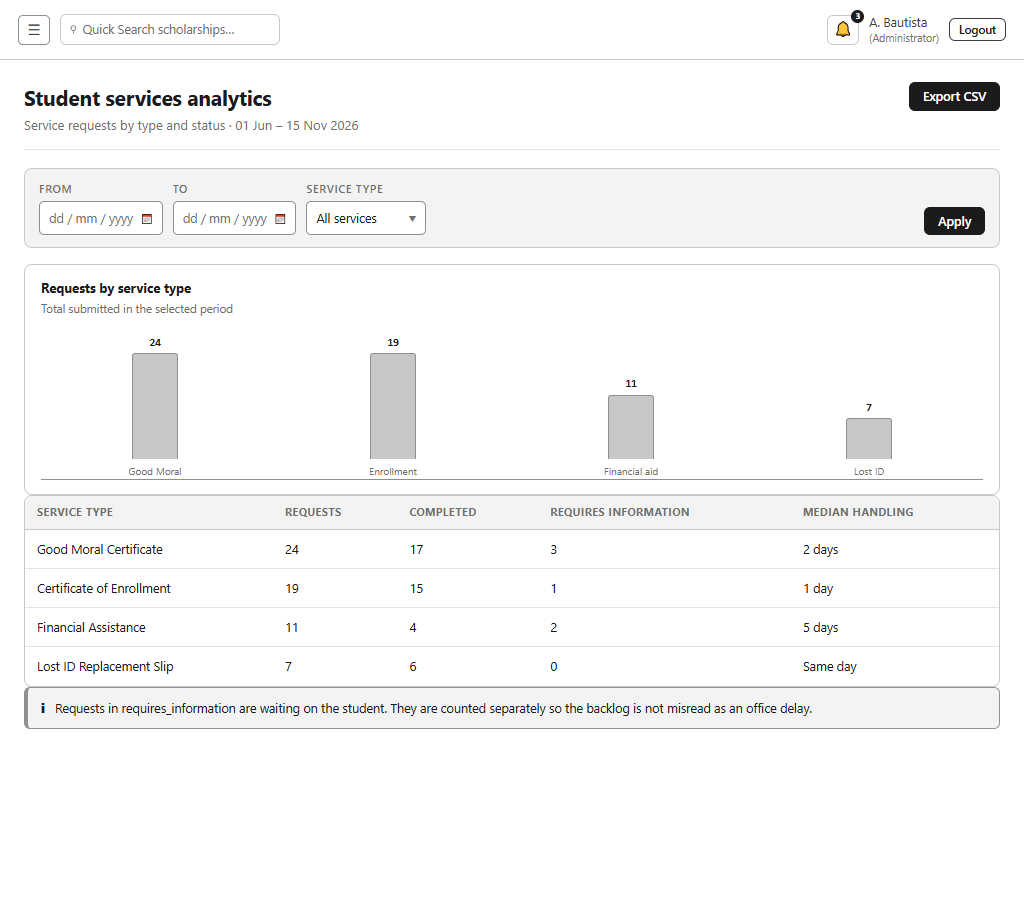 ☰
Quick Search scholarships...
3
A. Bautista
(Administrator)
Logout
Student services analytics
Export CSV
Service requests by type and status · 01 Jun – 15 Nov 2026
FROM
TO
SERVICE TYPE
dd / mm / yyyy
dd / mm / yyyy
All services
Apply
Requests by service type
Total submitted in the selected period
24
19
11
7
Good Moral
Enrollment
Financial aid
Lost ID
SERVICE TYPE REQUESTS COMPLETED REQUIRES INFORMATION MEDIAN HANDLING
Good Moral Certificate 24 17 3 2 days
Certificate of Enrollment 19 15 1 1 day
Financial Assistance 11 4 2 5 days
Lost ID Replacement Slip 7 6 0 Same day
i Requests in requires_information are waiting on the student. They are counted separately so the backlog is not misread as an office delay.